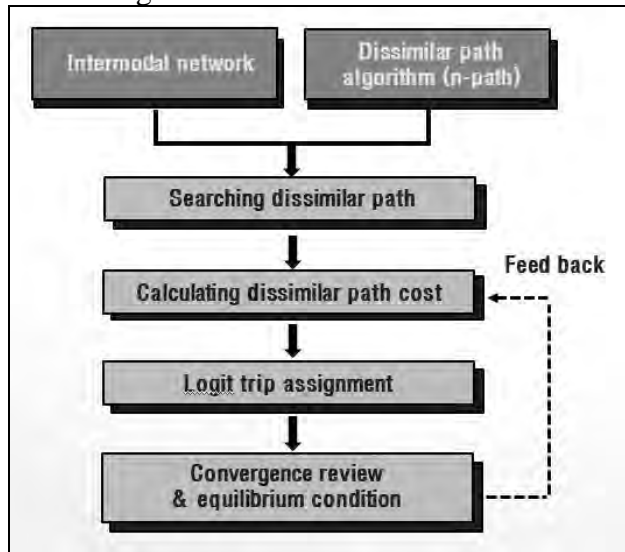 Intermodal network
Dissimilar path
algorithm (n-path)
Searching dissimilar path
Feed back
Calculating dissimilar path cost
Logit trip assignment
Convergence review
& equilibrium condition